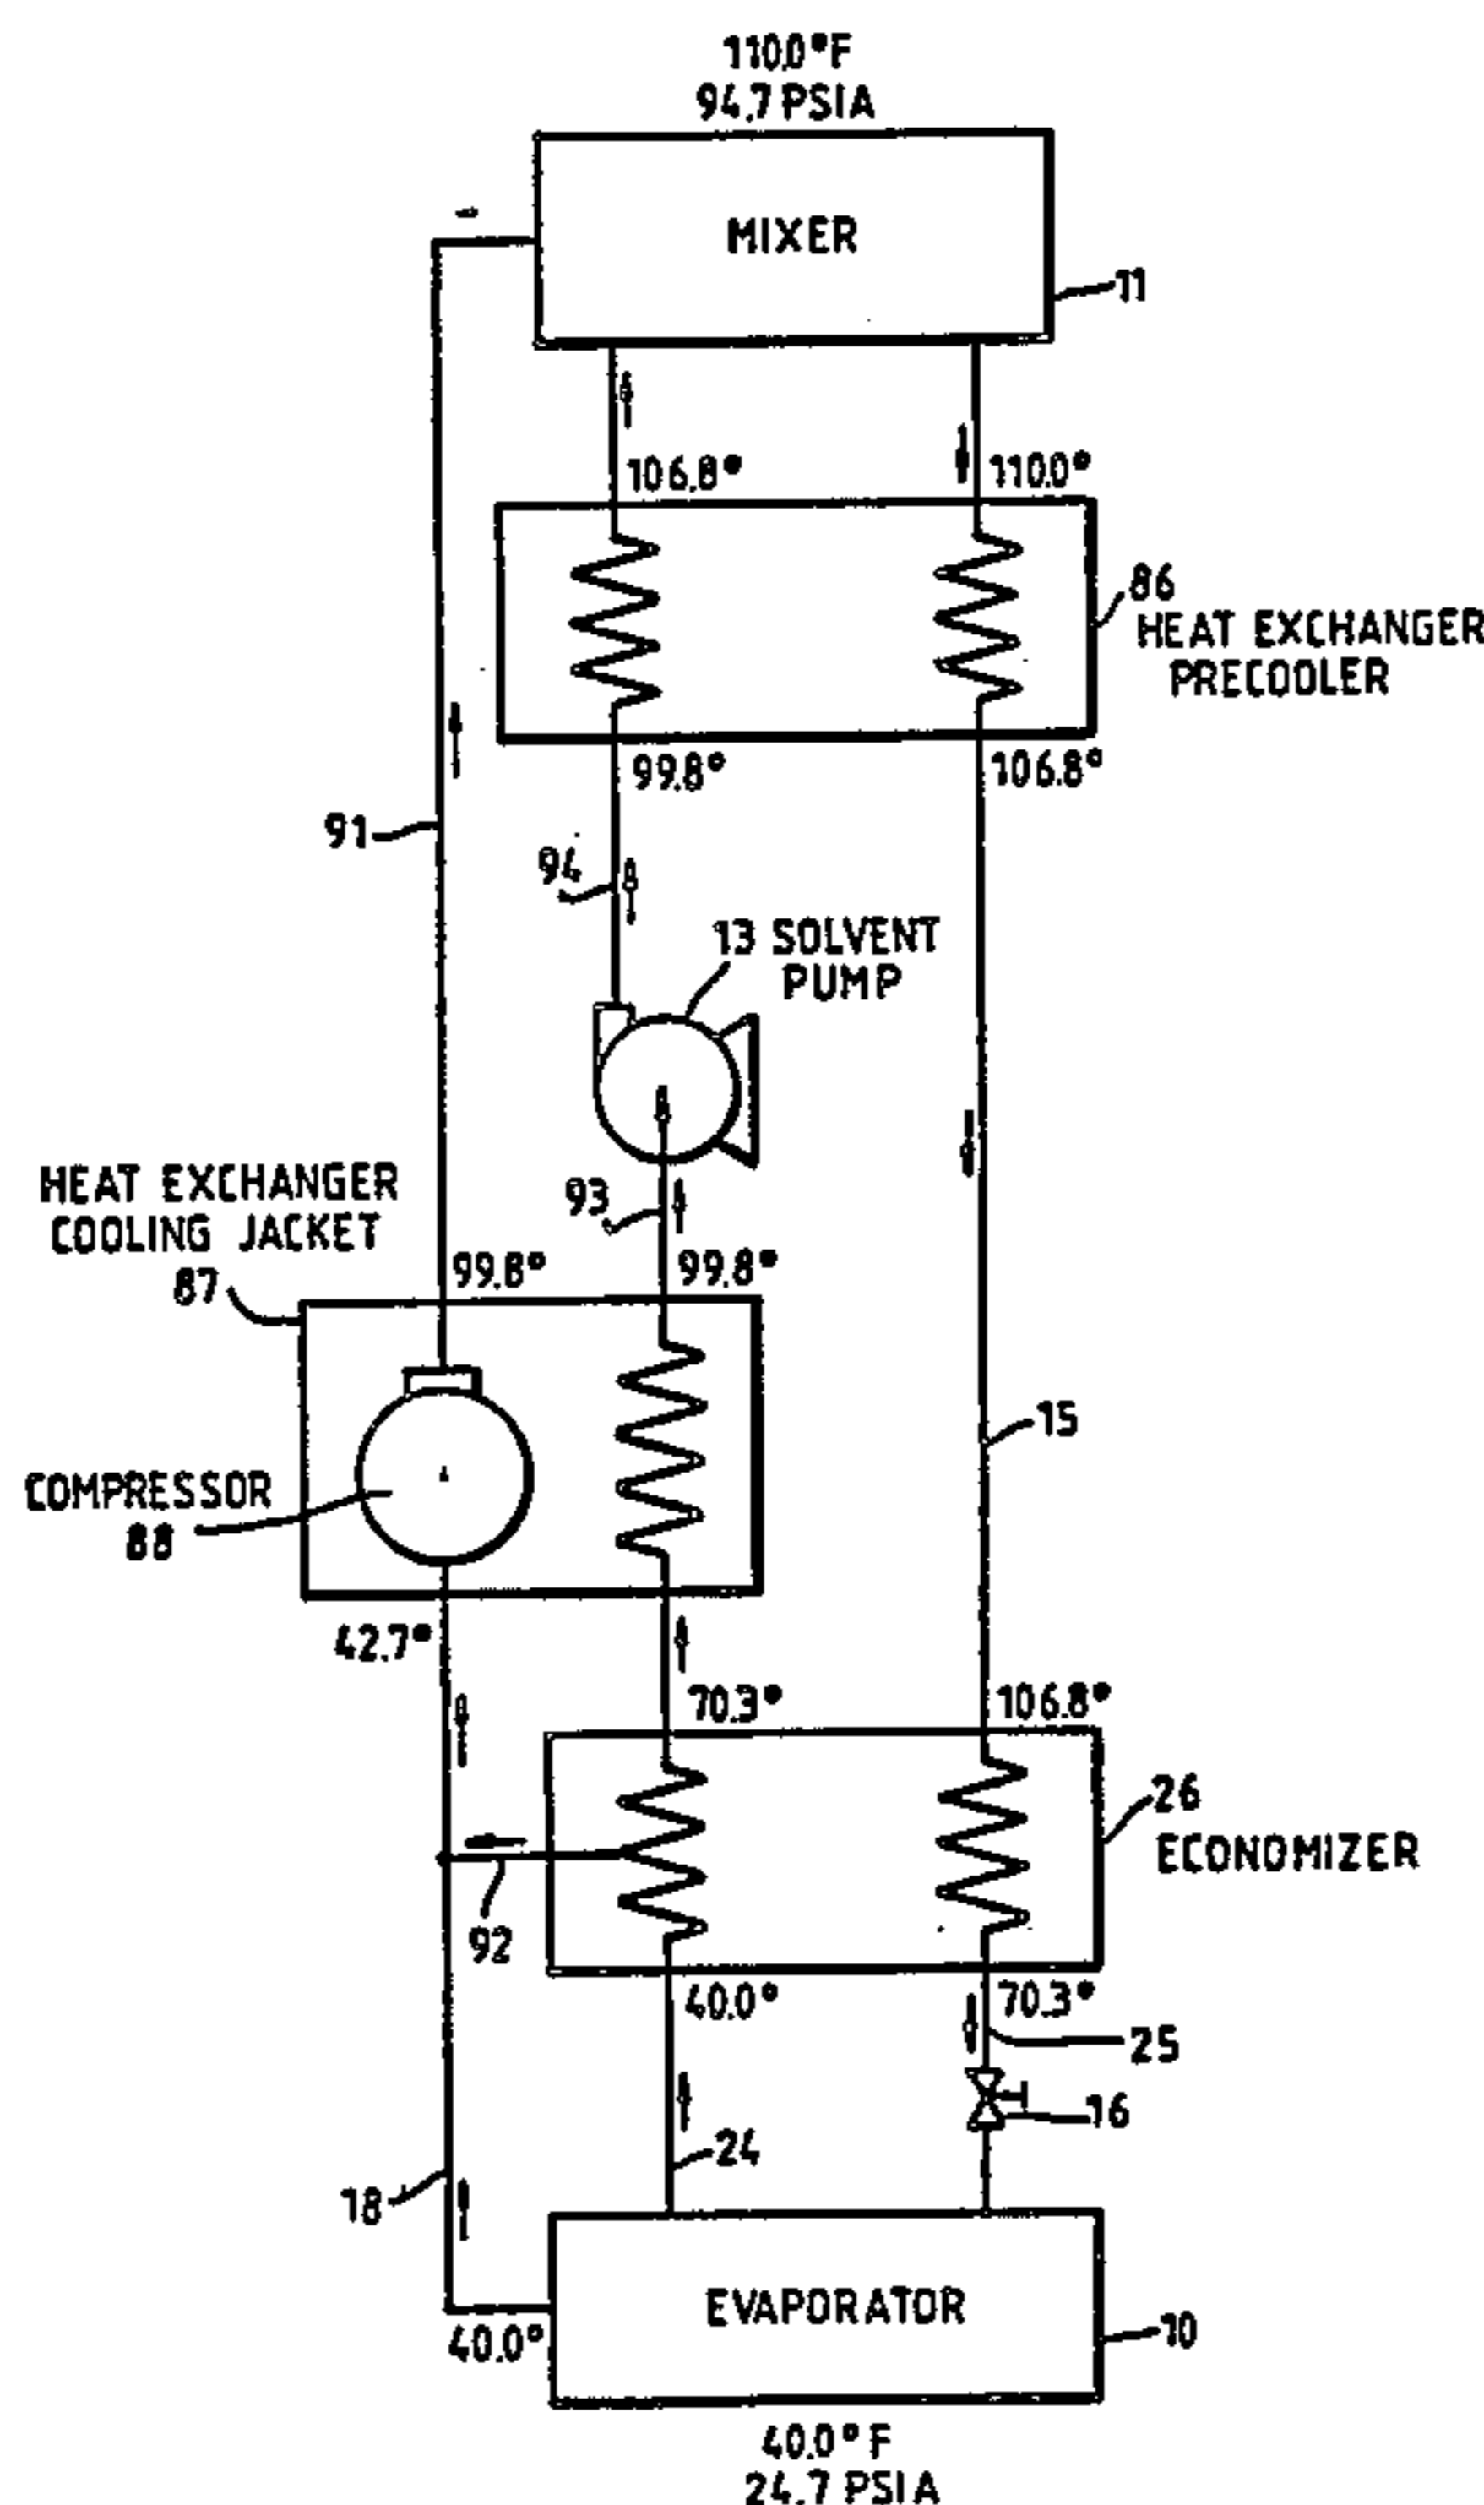 110.0°F
94.7 PSIA
MIXER
11
106.8°
110.0°
86
HEAT EXCHANGER
PRECOOLER
99.8°
106.8°
91
94
13 SOLVENT
PUMP
93
HEAT EXCHANGER
COOLING JACKET
87
99.8°
99.8°
15
COMPRESSOR
88
42.7°
70.3°
106.8°
26
ECONOMIZER
92
40.0°
70.3°
25
16
24
18
EVAPORATOR
10
40.0°
40.0°F
24.7 PSIA